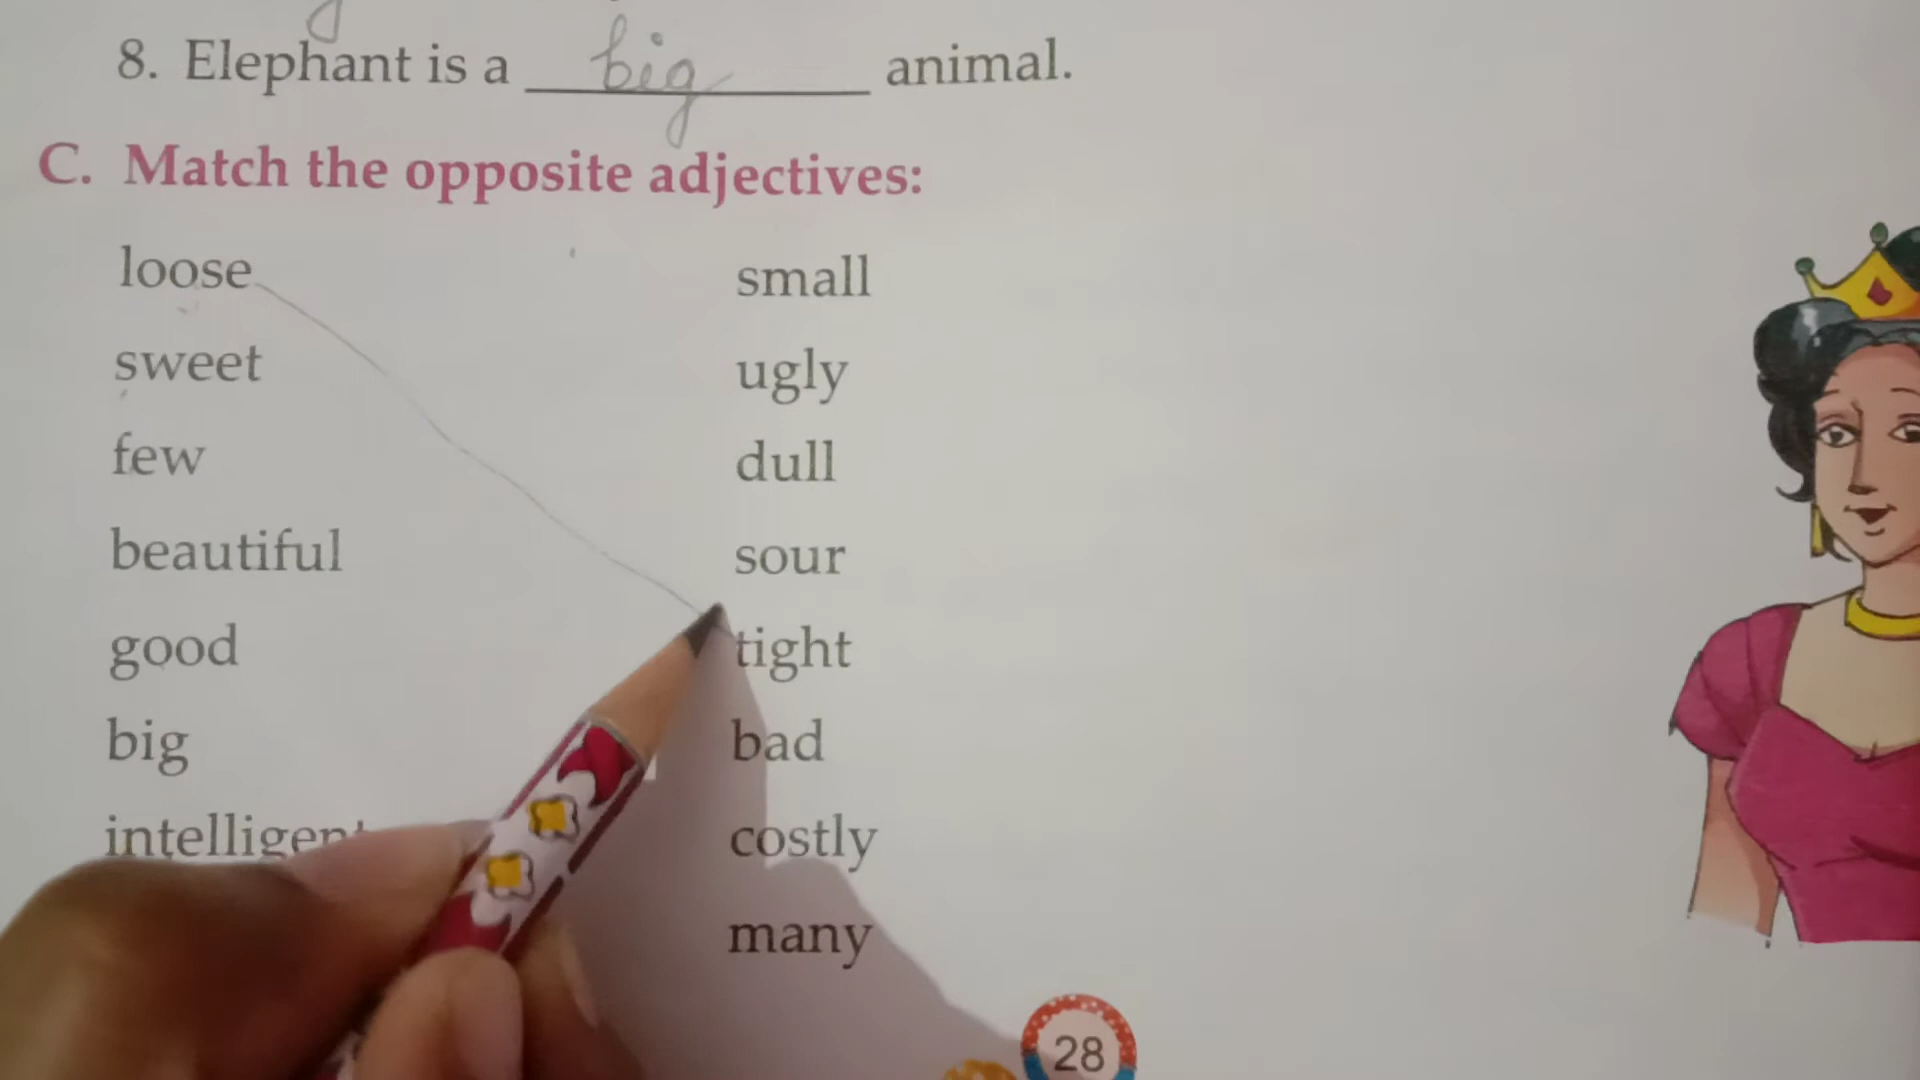 8. Elephant is a big animal.
C. Match the opposite adjectives:
loose small
sweet ugly
few dull
beautiful sour
good tight
big bad
intelligent costly
many
28